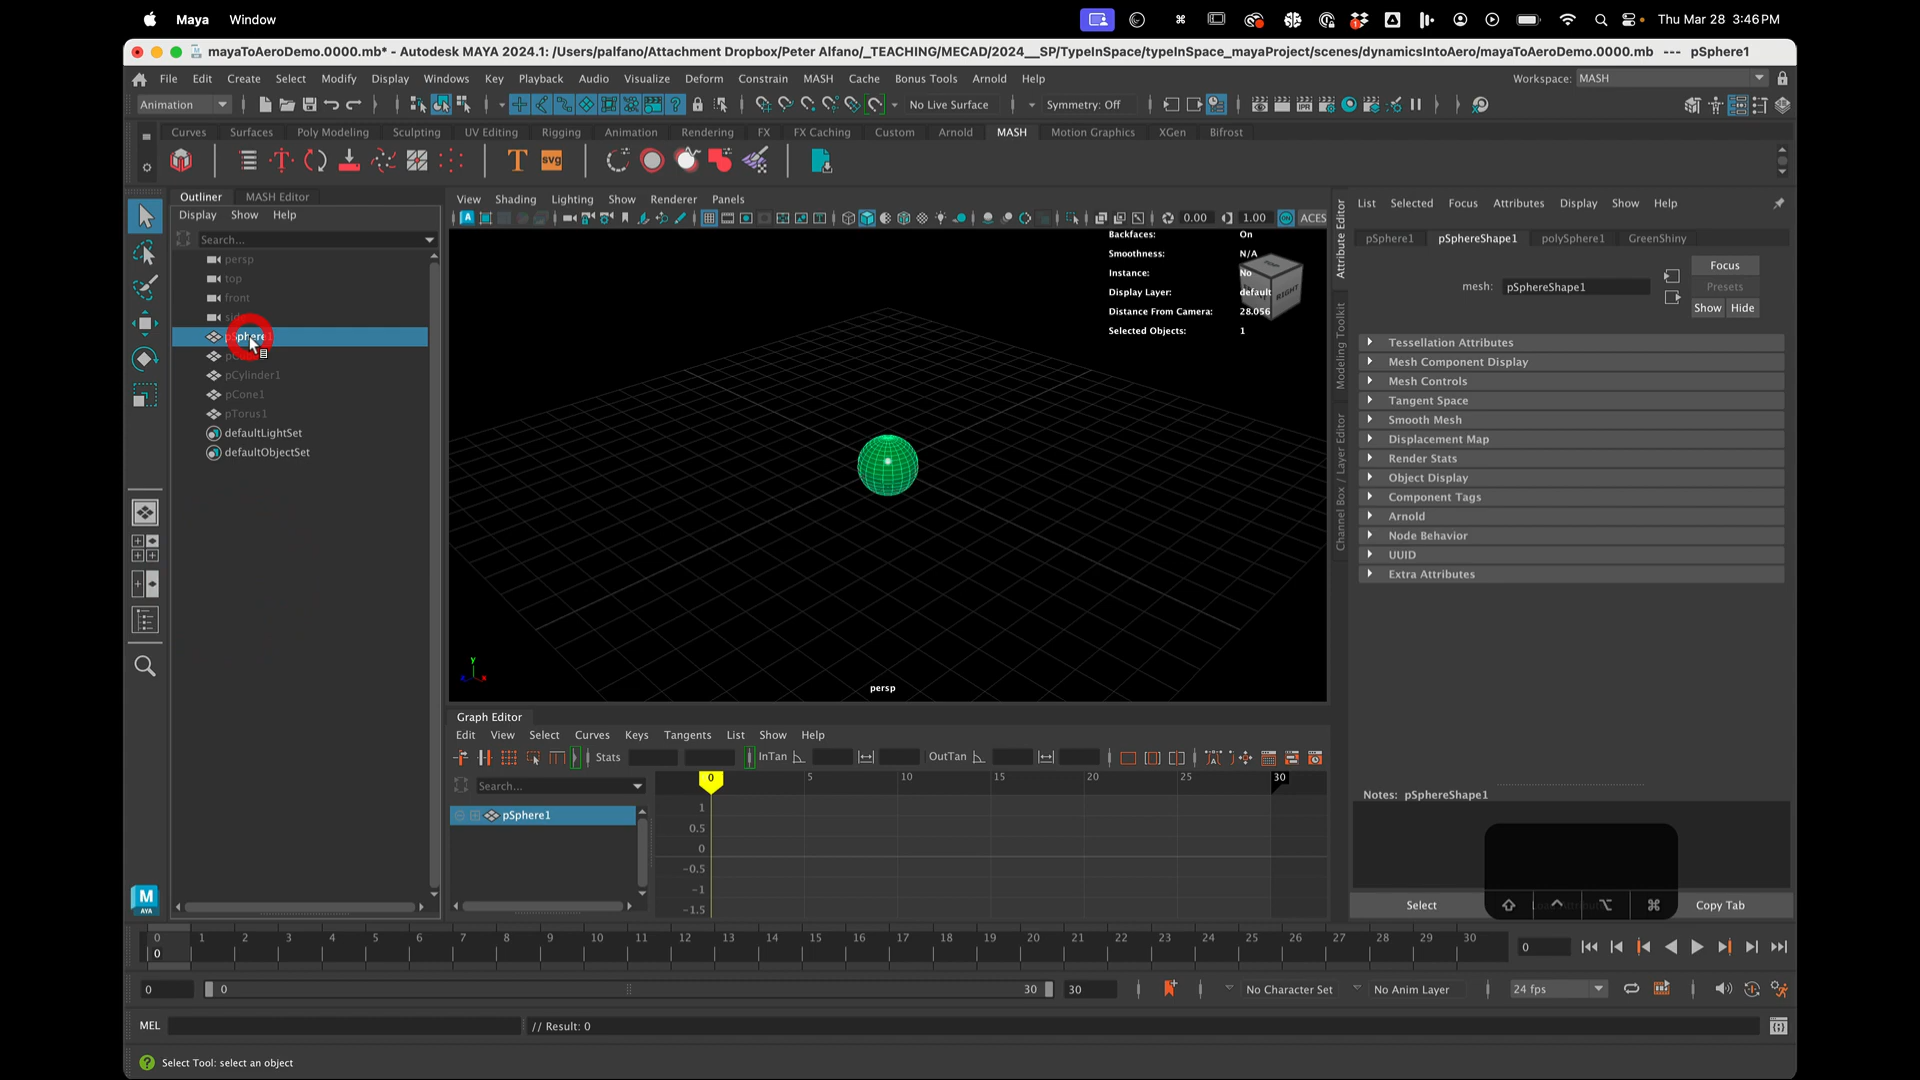 Maya Window Thu Mar 28 3:46 PM
mayaToAeroDemo.0000.mb* - Autodesk MAYA 2024.1: /Users/palfano/Attachment Dropbox/Peter Alfano/_TEACHING/MECAD/2024__SP/TypeInSpace/typeInSpace_mayaProject/scenes/dynamicsIntoAero/mayaToAeroDemo.0000.mb --- pSphere1
File Edit Create Select Modify Display Windows Key Playback Audio Visualize Deform Constrain MASH Cache Bonus Tools Arnold Help Workspace: MASH
Animation No Live Surface Symmetry: Off
Curves Surfaces Poly Modeling Sculpting UV Editing Rigging Animation Rendering FX FX Caching Custom Arnold MASH Motion Graphics XGen Bifrost
T svg
Outliner MASH Editor
Display Show Help
Search...
persp
top
front
pSphere1
pCylinder1
pCone1
pTorus1
defaultLightSet
defaultObjectSet
View Shading Lighting Show Renderer Panels
0.00 1.00 ACES
Backfaces: On
Smoothness: N/A
Instance: No
Display Layer: default
Distance From Camera: 28.056
Selected Objects: 1
RIGHT
y
z x
persp
Attribute Editor
Modeling Toolkit
Channel Box / Layer Editor
List Selected Focus Attributes Display Show Help
pSphere1 pSphereShape1 polySphere1 GreenShiny
Focus
mesh: pSphereShape1
Presets
Show Hide
Tessellation Attributes
Mesh Component Display
Mesh Controls
Tangent Space
Smooth Mesh
Displacement Map
Render Stats
Object Display
Component Tags
Arnold
Node Behavior
UUID
Extra Attributes
Notes: pSphereShape1
Select Copy Tab
Graph Editor
Edit View Select Curves Keys Tangents List Show Help
Stats InTan OutTan
Search...
pSphere1
0 5 10 15 20 25 30
1
0.5
0
-0.5
-1
-1.5
M
AYA
0 1 2 3 4 5 6 7 8 9 10 11 12 13 14 15 16 17 18 19 20 21 22 23 24 25 26 27 28 29 30
0
0
0 0 30 30 No Character Set No Anim Layer 24 fps
MEL // Result: 0
Select Tool: select an object